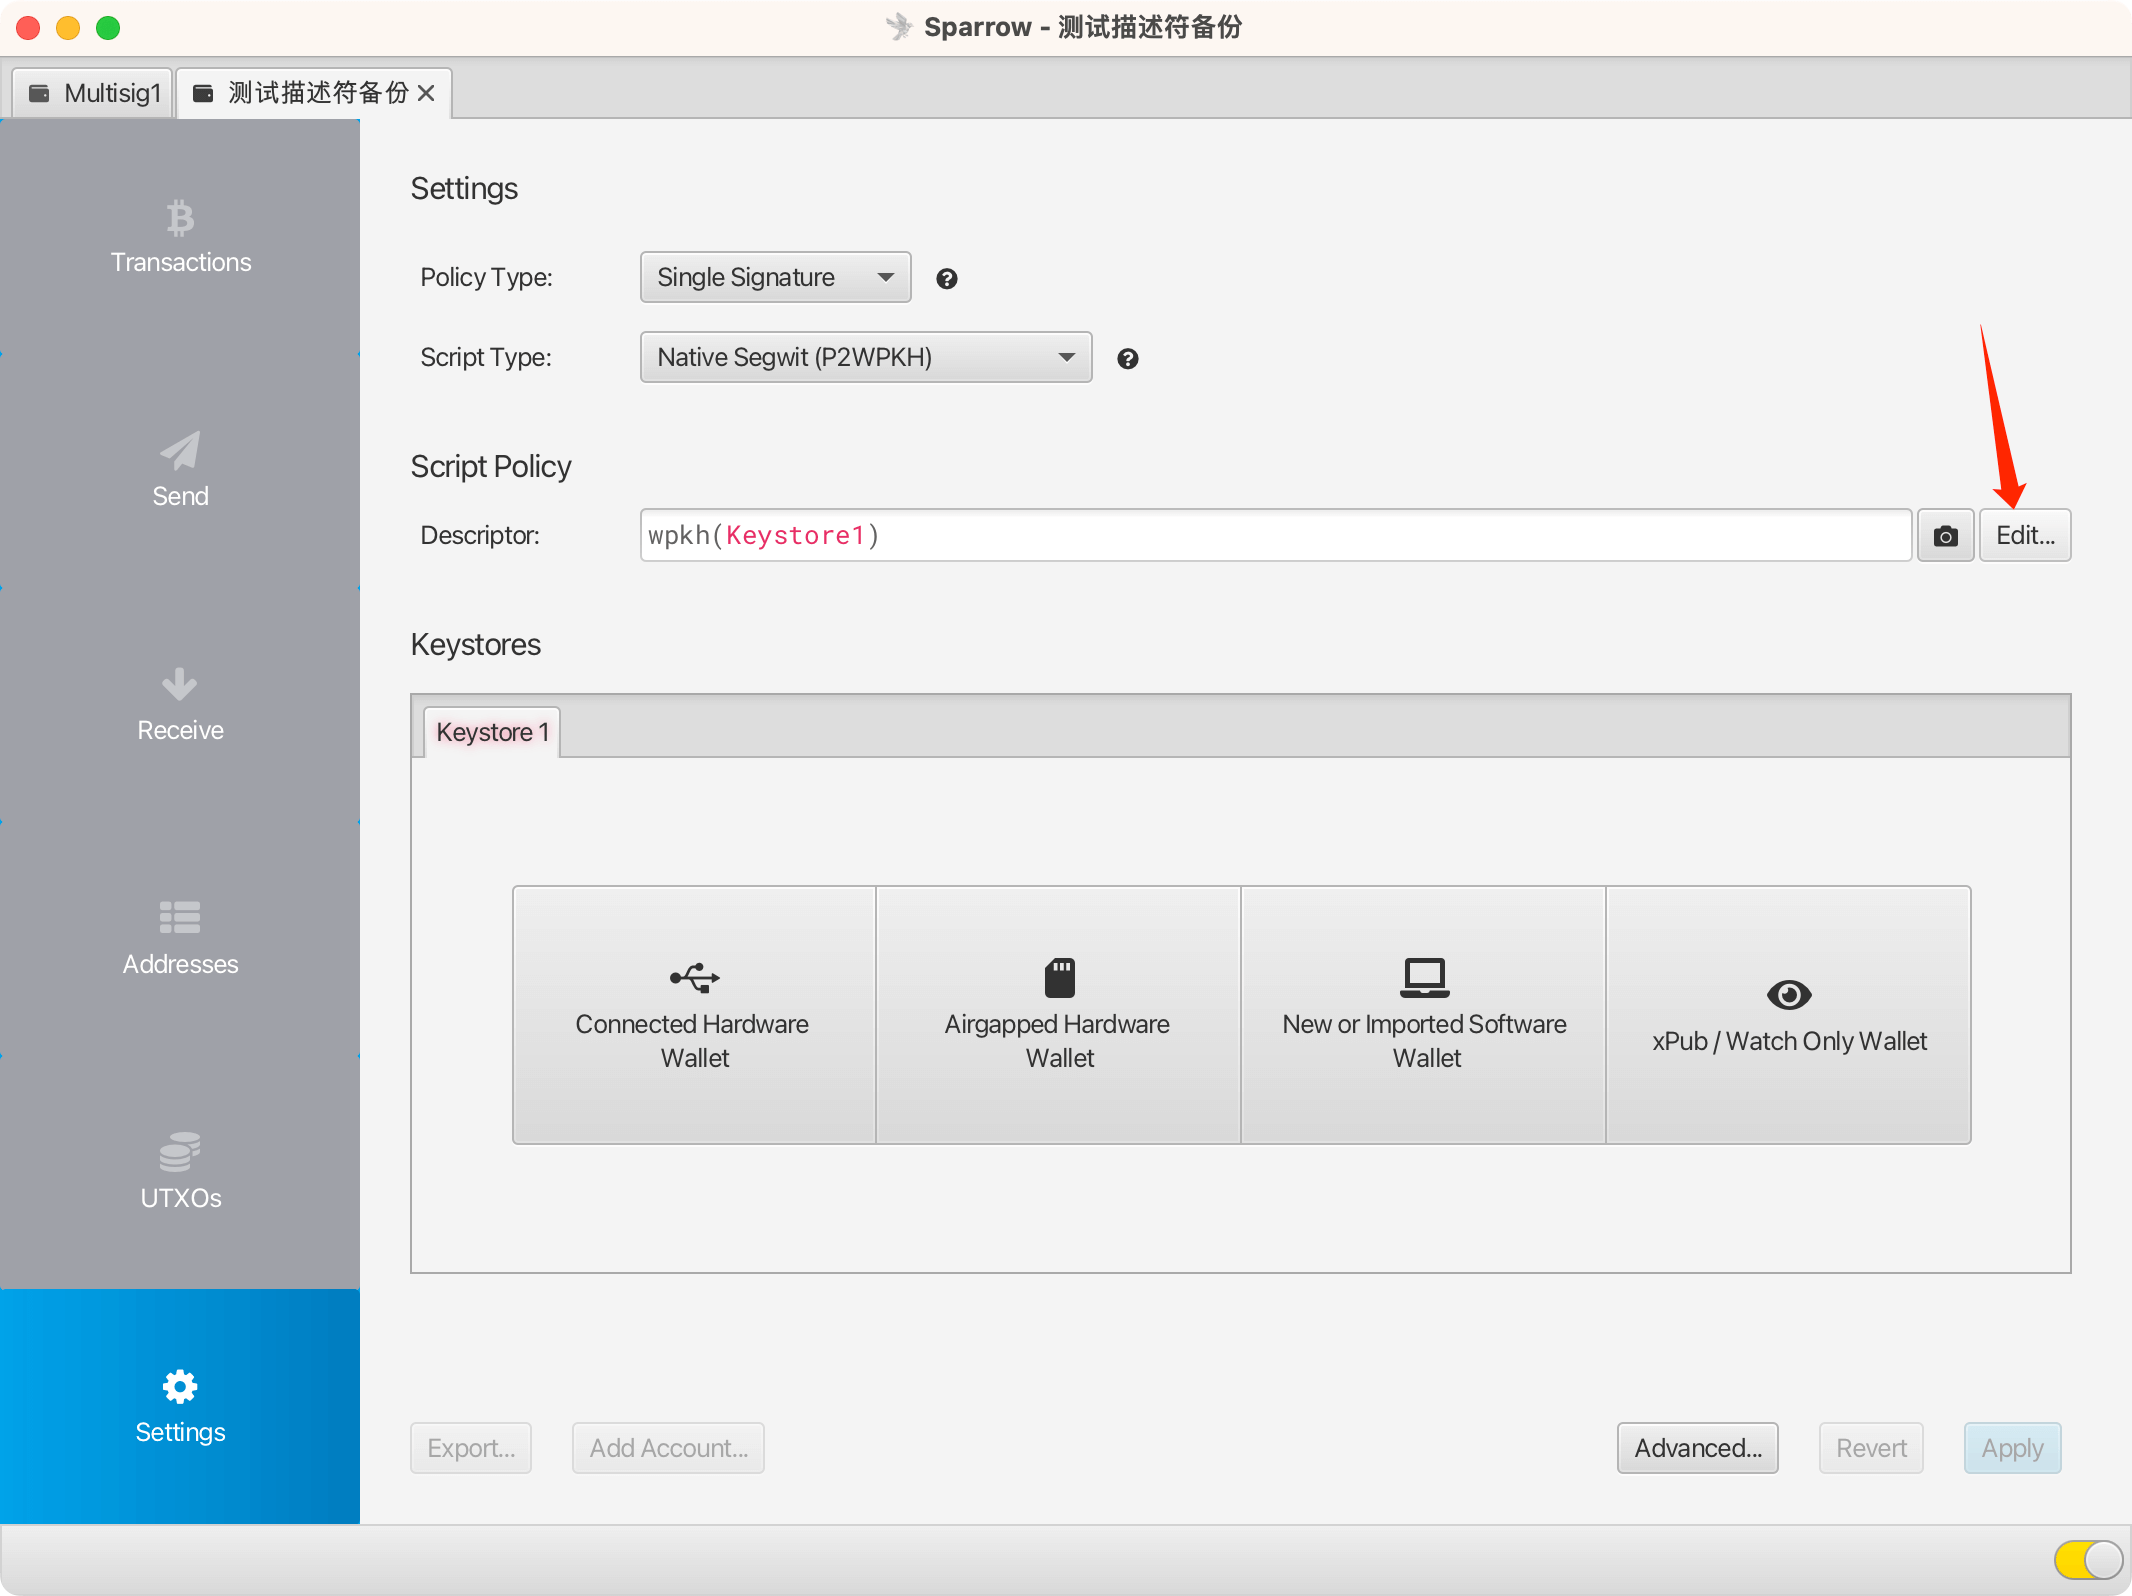 Sparrow - 测试描述符备份
Multisig1
测试描述符备份
Transactions
Send
Receive
Addresses
UTXOs
Settings
Settings
Policy Type:
Single Signature
Script Type:
Native Segwit (P2WPKH)
Script Policy
Descriptor:
wpkh(Keystore1)
Edit...
Keystores
Keystore 1
Connected Hardware
Wallet
Airgapped Hardware
Wallet
New or Imported Software
Wallet
xPub / Watch Only Wallet
Export...
Add Account...
Advanced...
Revert
Apply